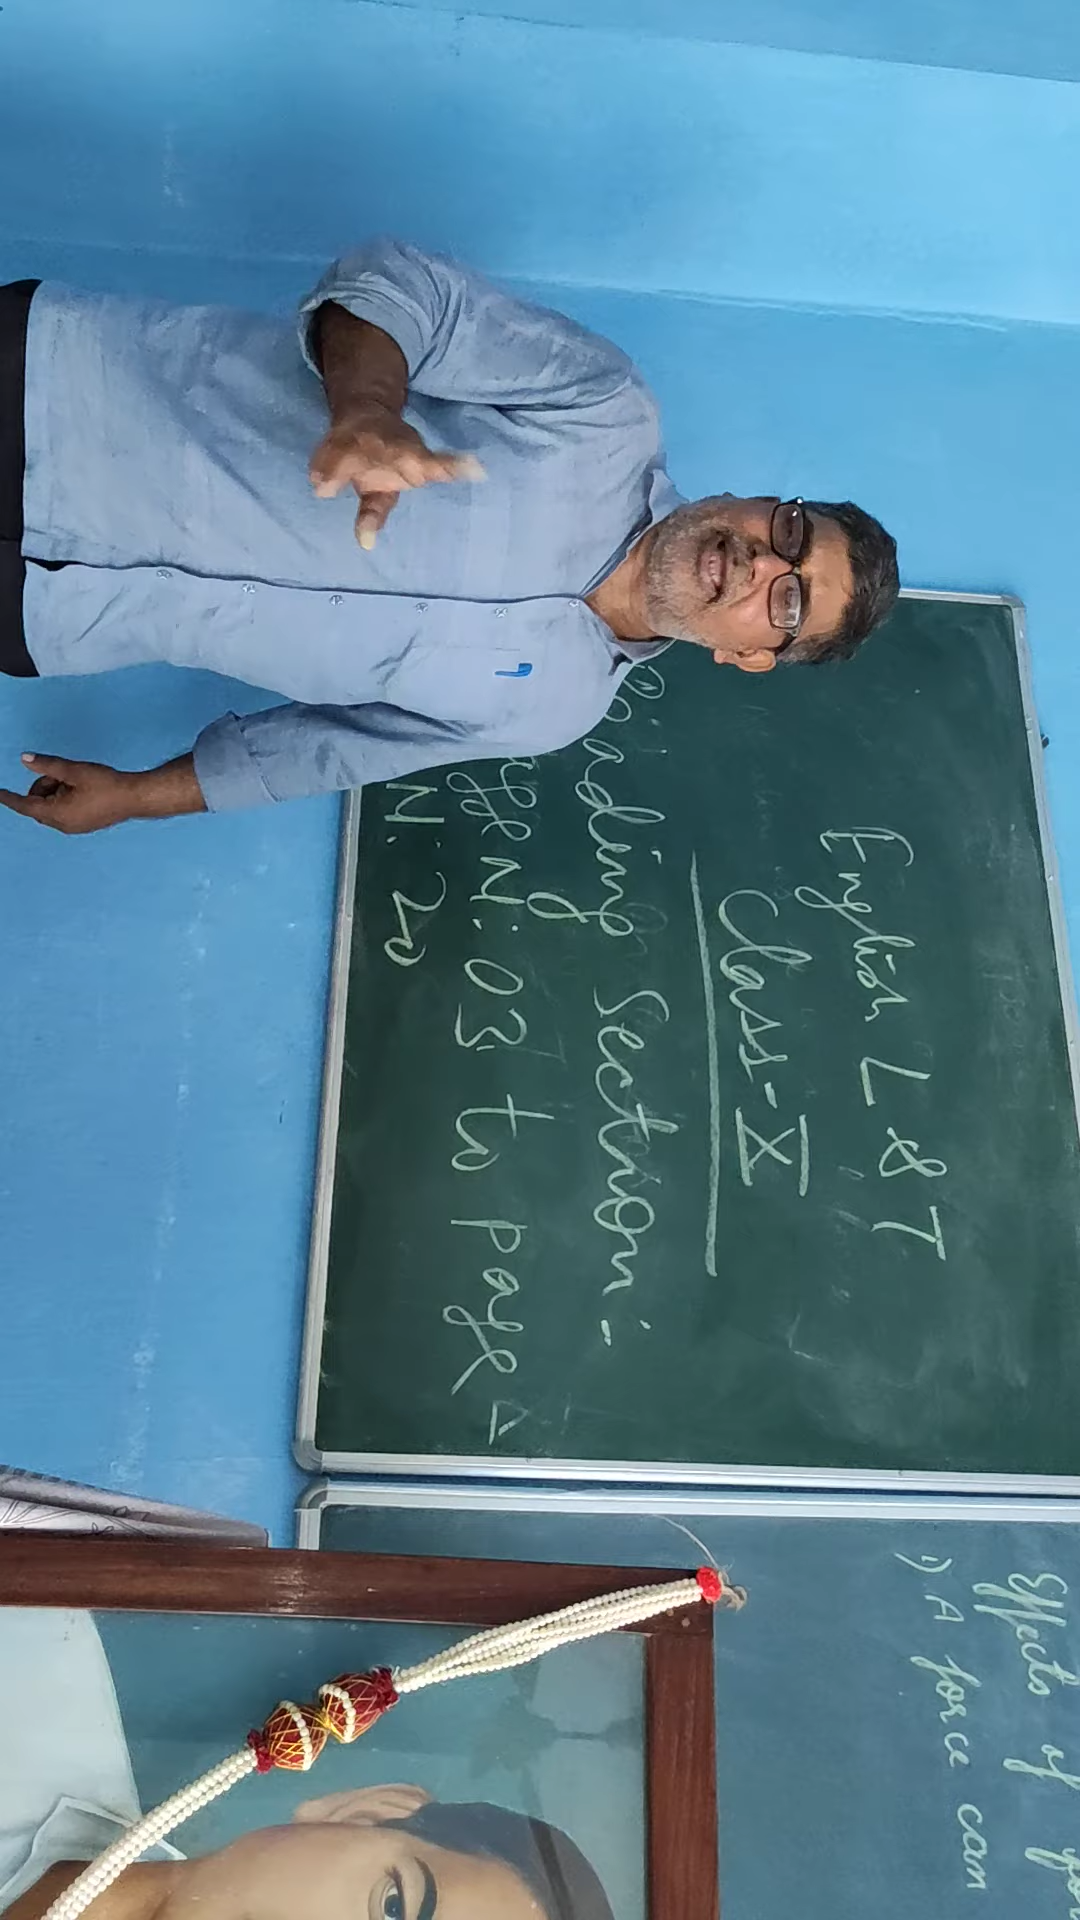 English L & T
Class-X
Reading Section:-
Page N: 03 to page
N: 20
Effects of
1) A force can